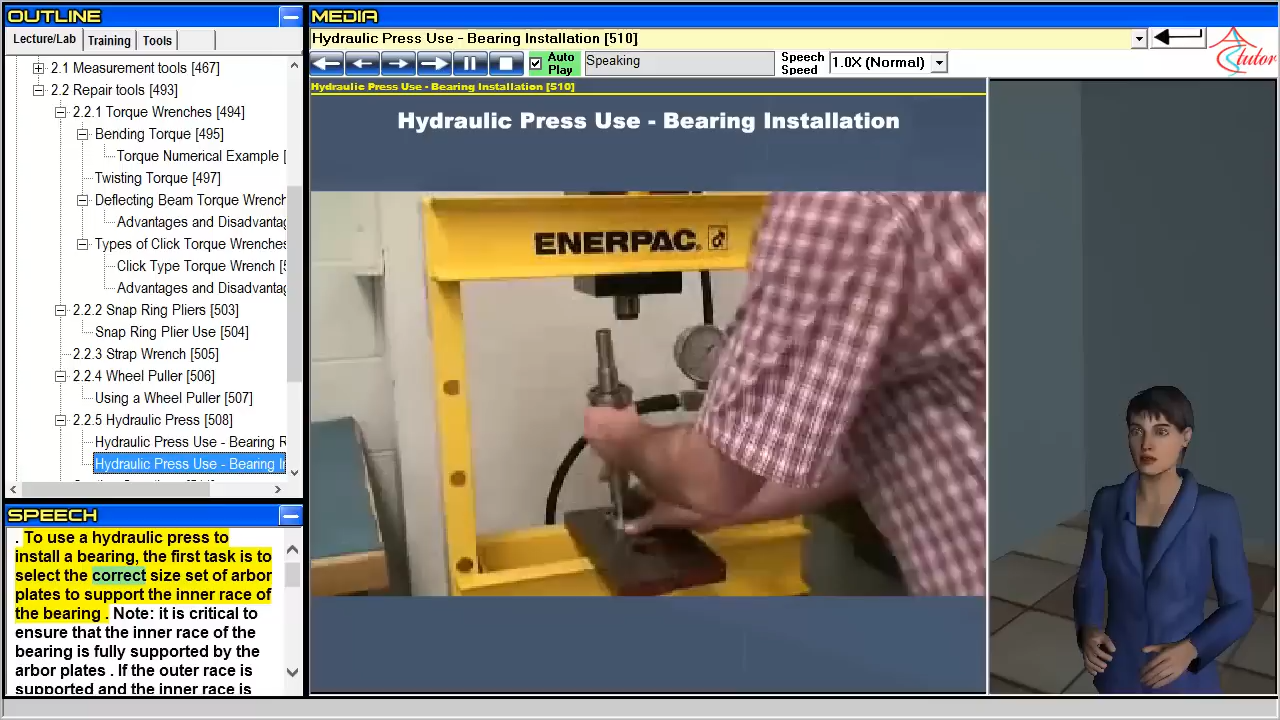 OUTLINE
Lecture/Lab Training Tools
2.1 Measurement tools [467]
2.2 Repair tools [493]
2.2.1 Torque Wrenches [494]
Bending Torque [495]
Torque Numerical Example [
Twisting Torque [497]
Deflecting Beam Torque Wrench
Advantages and Disadvantag
Types of Click Torque Wrenches
Click Type Torque Wrench [5
Advantages and Disadvantag
2.2.2 Snap Ring Pliers [503]
Snap Ring Plier Use [504]
2.2.3 Strap Wrench [505]
2.2.4 Wheel Puller [506]
Using a Wheel Puller [507]
2.2.5 Hydraulic Press [508]
Hydraulic Press Use - Bearing R
Hydraulic Press Use - Bearing I
SPEECH
. To use a hydraulic press to
install a bearing, the first task is to
select the correct size set of arbor
plates to support the inner race of
the bearing . Note: it is critical to
ensure that the inner race of the
bearing is fully supported by the
arbor plates . If the outer race is
supported and the inner race is
MEDIA
Hydraulic Press Use - Bearing Installation [510]
Auto
Play
Speaking
Speech
Speed
1.0X (Normal)
tutor
Hydraulic Press Use - Bearing Installation [510]
Hydraulic Press Use - Bearing Installation
ENERPAC